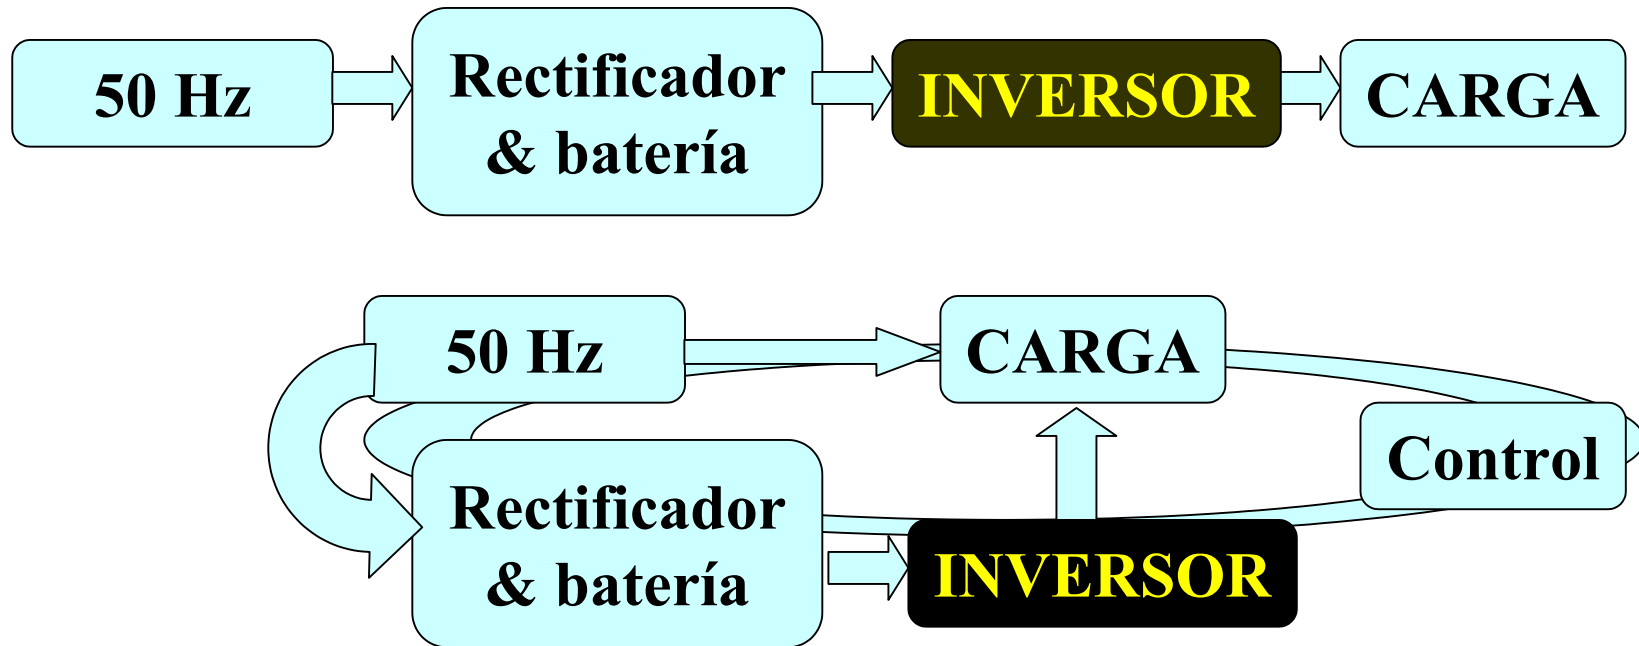 50 Hz
Rectificador
& batería
INVERSOR
CARGA
50 Hz
CARGA
Control
Rectificador
& batería
INVERSOR